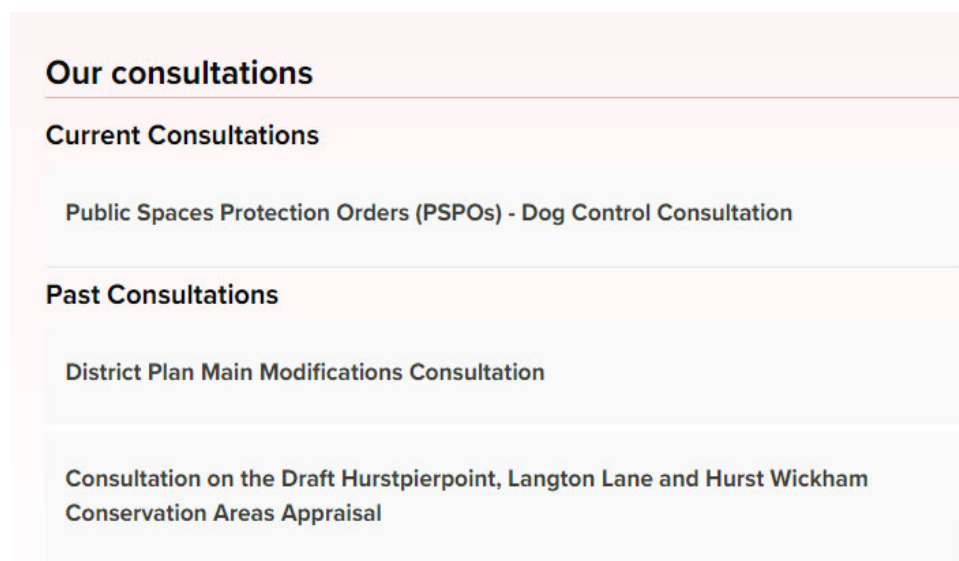 Our consultations
Current Consultations
Public Spaces Protection Orders (PSPOs) - Dog Control Consultation
Past Consultations
District Plan Main Modifications Consultation
Consultation on the Draft Hurstpierpoint, Langton Lane and Hurst Wickham
Conservation Areas Appraisal